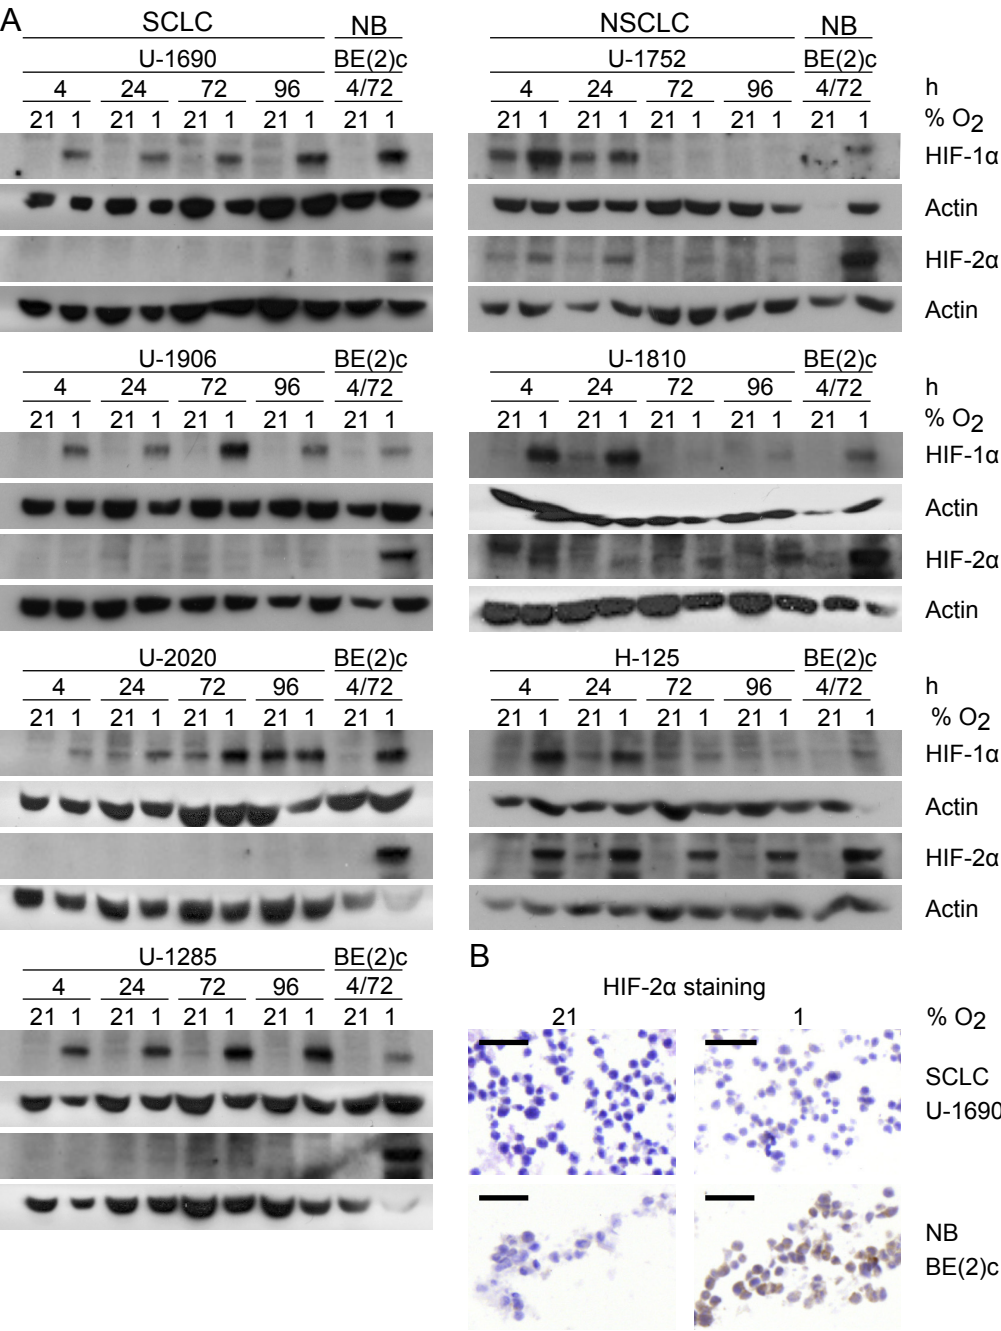 A
SCLC NB NSCLC NB
U-1690 BE(2)c U-1752 BE(2)c
4 24 72 96 4/72 4 24 72 96 4/72 h
21 1 21 1 21 1 21 1 21 1 21 1 21 1 21 1 21 1 21 1 % O2
HIF-1α
Actin
HIF-2α
Actin
U-1906 BE(2)c U-1810 BE(2)c
4 24 72 96 4/72 4 24 72 96 4/72 h
21 1 21 1 21 1 21 1 21 1 21 1 21 1 21 1 21 1 21 1 % O2
HIF-1α
Actin
HIF-2α
Actin
U-2020 BE(2)c H-125 BE(2)c
4 24 72 96 4/72 4 24 72 96 4/72 h
21 1 21 1 21 1 21 1 21 1 21 1 21 1 21 1 21 1 21 1 % O2
HIF-1α
Actin
HIF-2α
Actin
U-1285 BE(2)c
4 24 72 96 4/72
21 1 21 1 21 1 21 1 21 1
B
HIF-2α staining
21 1 % O2
SCLC
U-1690
NB
BE(2)c